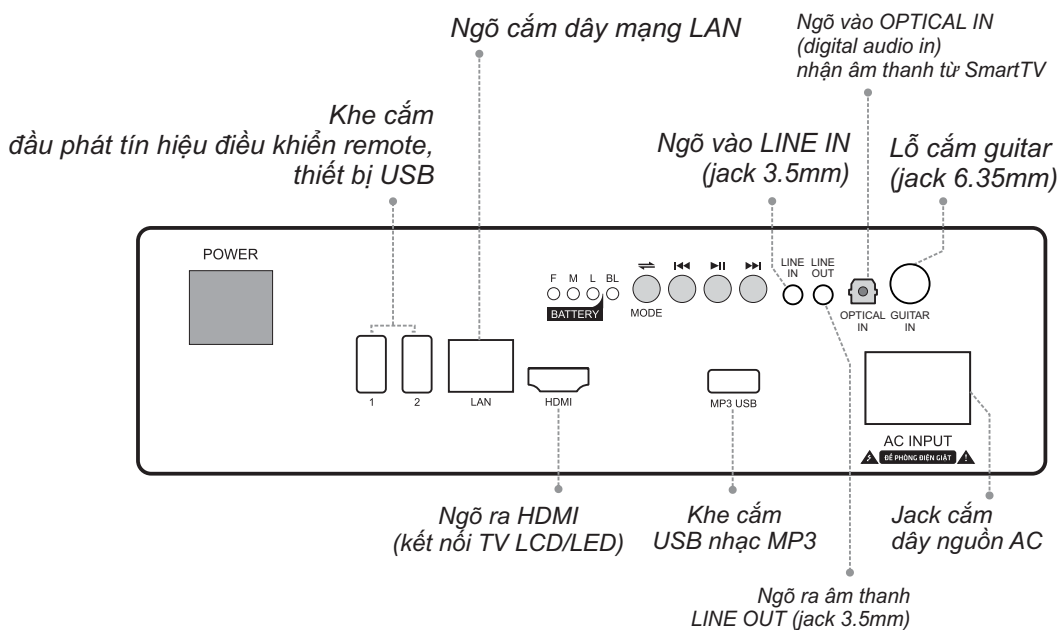 Ngõ cắm dây mạng LAN
Ngõ vào OPTICAL IN
(digital audio in)
nhận âm thanh từ SmartTV
Khe cắm
đầu phát tín hiệu điều khiển remote,
thiết bị USB
Ngõ vào LINE IN
(jack 3.5mm)
Lỗ cắm guitar
(jack 6.35mm)
POWER
F M L BL
BATTERY
MODE
LINE
IN
LINE
OUT
OPTICAL
IN
GUITAR
IN
1
2
LAN
HDMI
MP3 USB
AC INPUT
ĐỀ PHÒNG ĐIỆN GIẬT
Ngõ ra HDMI
(kết nối TV LCD/LED)
Khe cắm
USB nhạc MP3
Jack cắm
dây nguồn AC
Ngõ ra âm thanh
LINE OUT (jack 3.5mm)